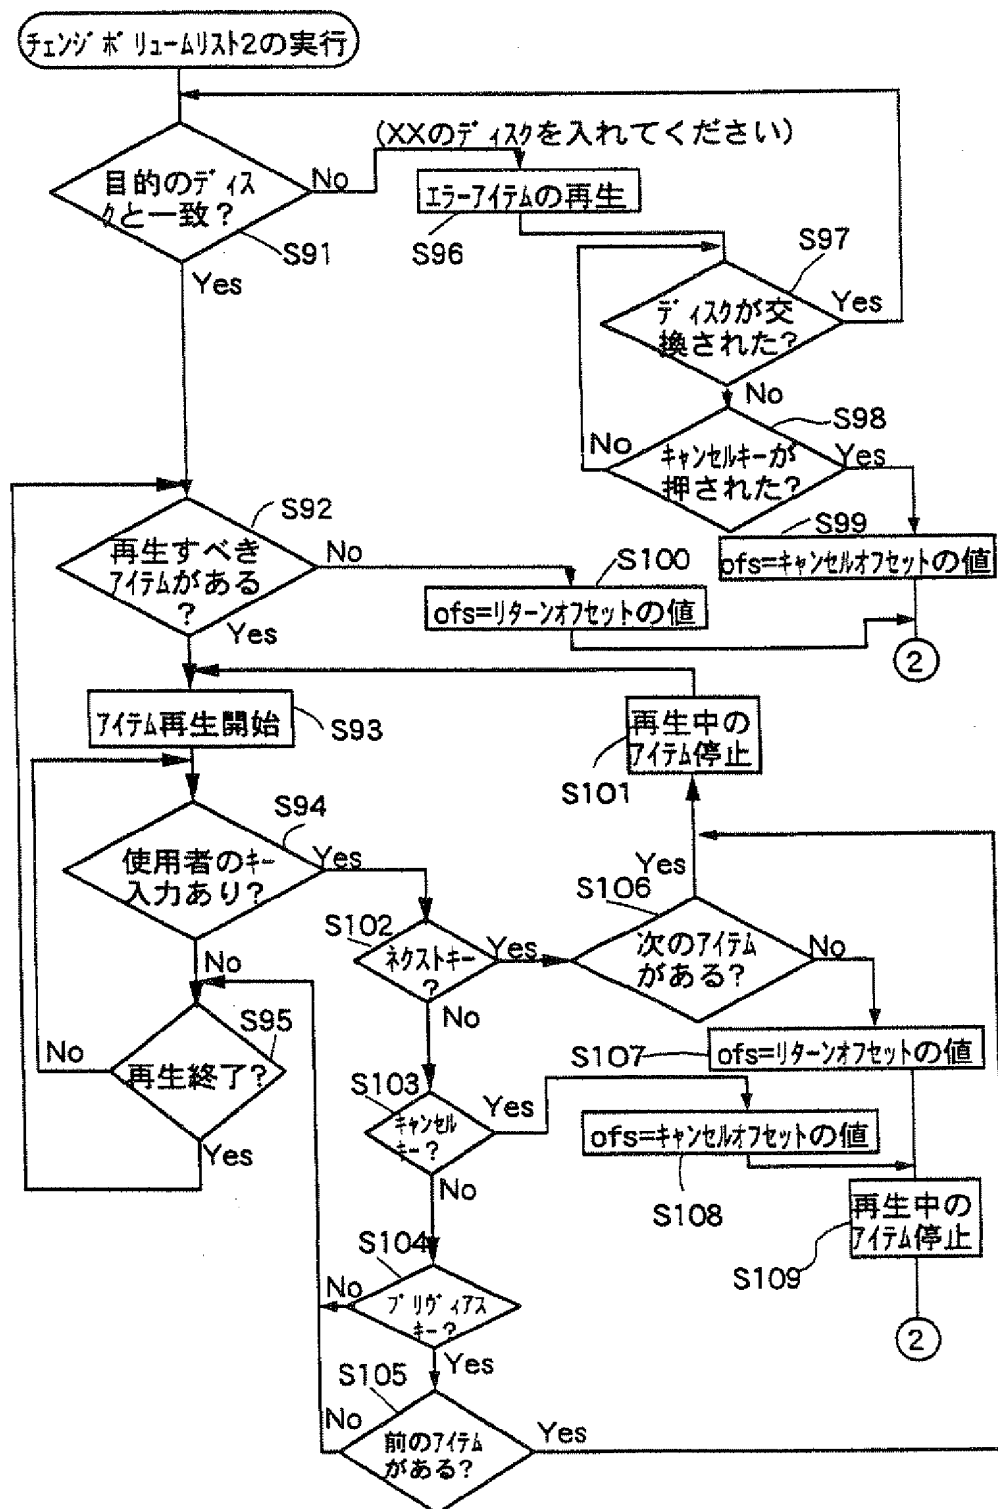 チェンジボリュームリスト2の実行
(XXのディスクを入れてください)
目的のディス
クと一致?
No
S91
Yes
エラーアイテムの再生
S96
S97
ディスクが交
換された?
Yes
No
S98
キャンセルキーが
押された?
No
Yes
S99
ofs=キャンセルオフセットの値
S92
再生すべき
アイテムがある
?
No
Yes
S100
ofs=リターンオフセットの値
2
アイテム再生開始
S93
再生中の
アイテム停止
S101
S94
使用者のキー
入力あり?
Yes
No
Yes
S106
次のアイテム
がある?
No
S102
ネクストキー
?
Yes
No
S95
再生終了?
No
Yes
S107
ofs=リターンオフセットの値
S103
キャンセル
キー?
Yes
No
ofs=キャンセルオフセットの値
S108
再生中の
アイテム停止
S109
2
S104
プリヴィアス
キー?
No
Yes
S105
前のアイテム
がある?
No
Yes